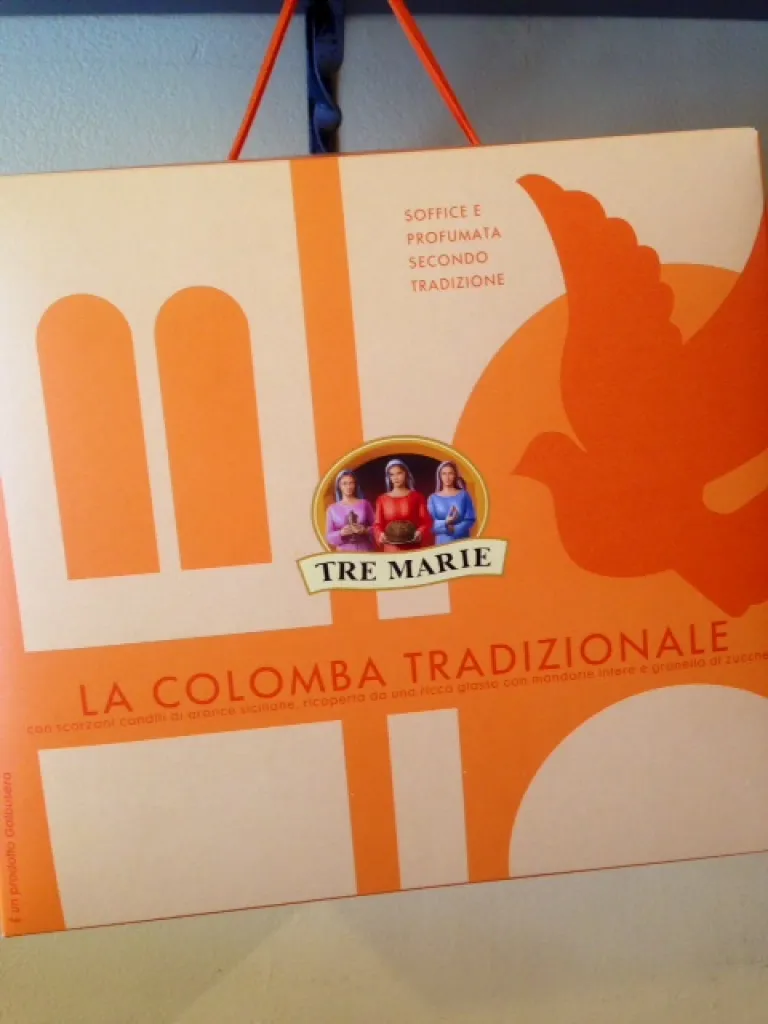 SOFFICE E
PROFUMATA
SECONDO
TRADIZIONE
TRE MARIE
LA COLOMBA TRADIZIONALE
con scorzoni canditi di arance siciliane, ricoperta da una ricca glassa con mandorle intere e granella di zucche
È un prodotto Galbusera